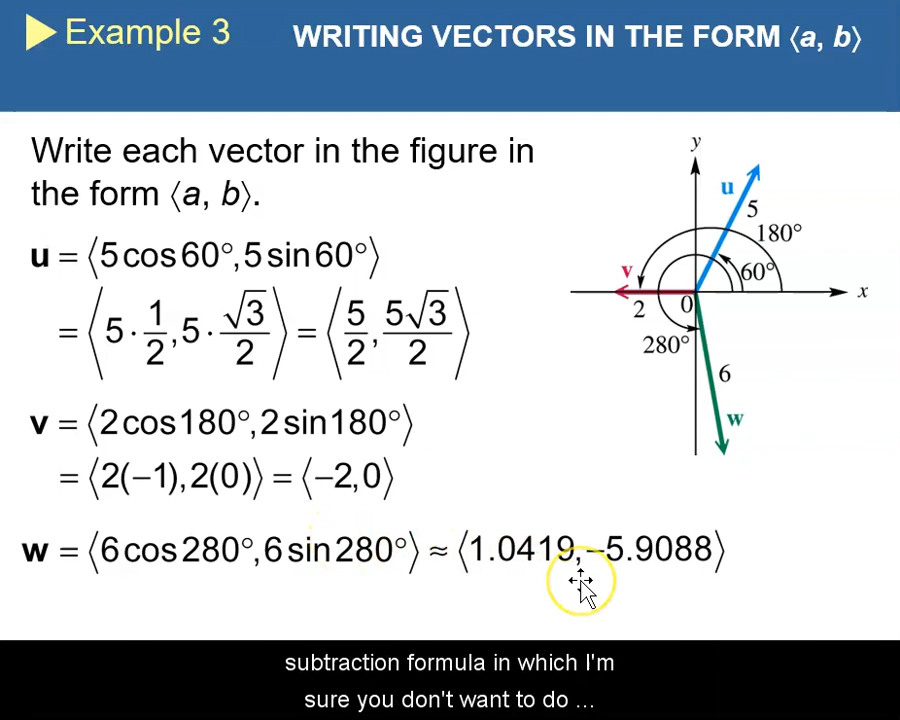 Example 3
WRITING VECTORS IN THE FORM ⟨a, b⟩
Write each vector in the figure in
the form ⟨a, b⟩.
u = ⟨5 cos 60°, 5 sin 60°⟩
= ⟨5 · 1/2, 5 · √3/2⟩ = ⟨5/2, 5√3/2⟩
v = ⟨2 cos 180°, 2 sin 180°⟩
= ⟨2(−1), 2(0)⟩ = ⟨−2, 0⟩
w = ⟨6 cos 280°, 6 sin 280°⟩ ≈ ⟨1.0419, −5.9088⟩
y
u
5
180°
v
60°
x
2
0
280°
6
w
subtraction formula in which I'm
sure you don't want to do ...